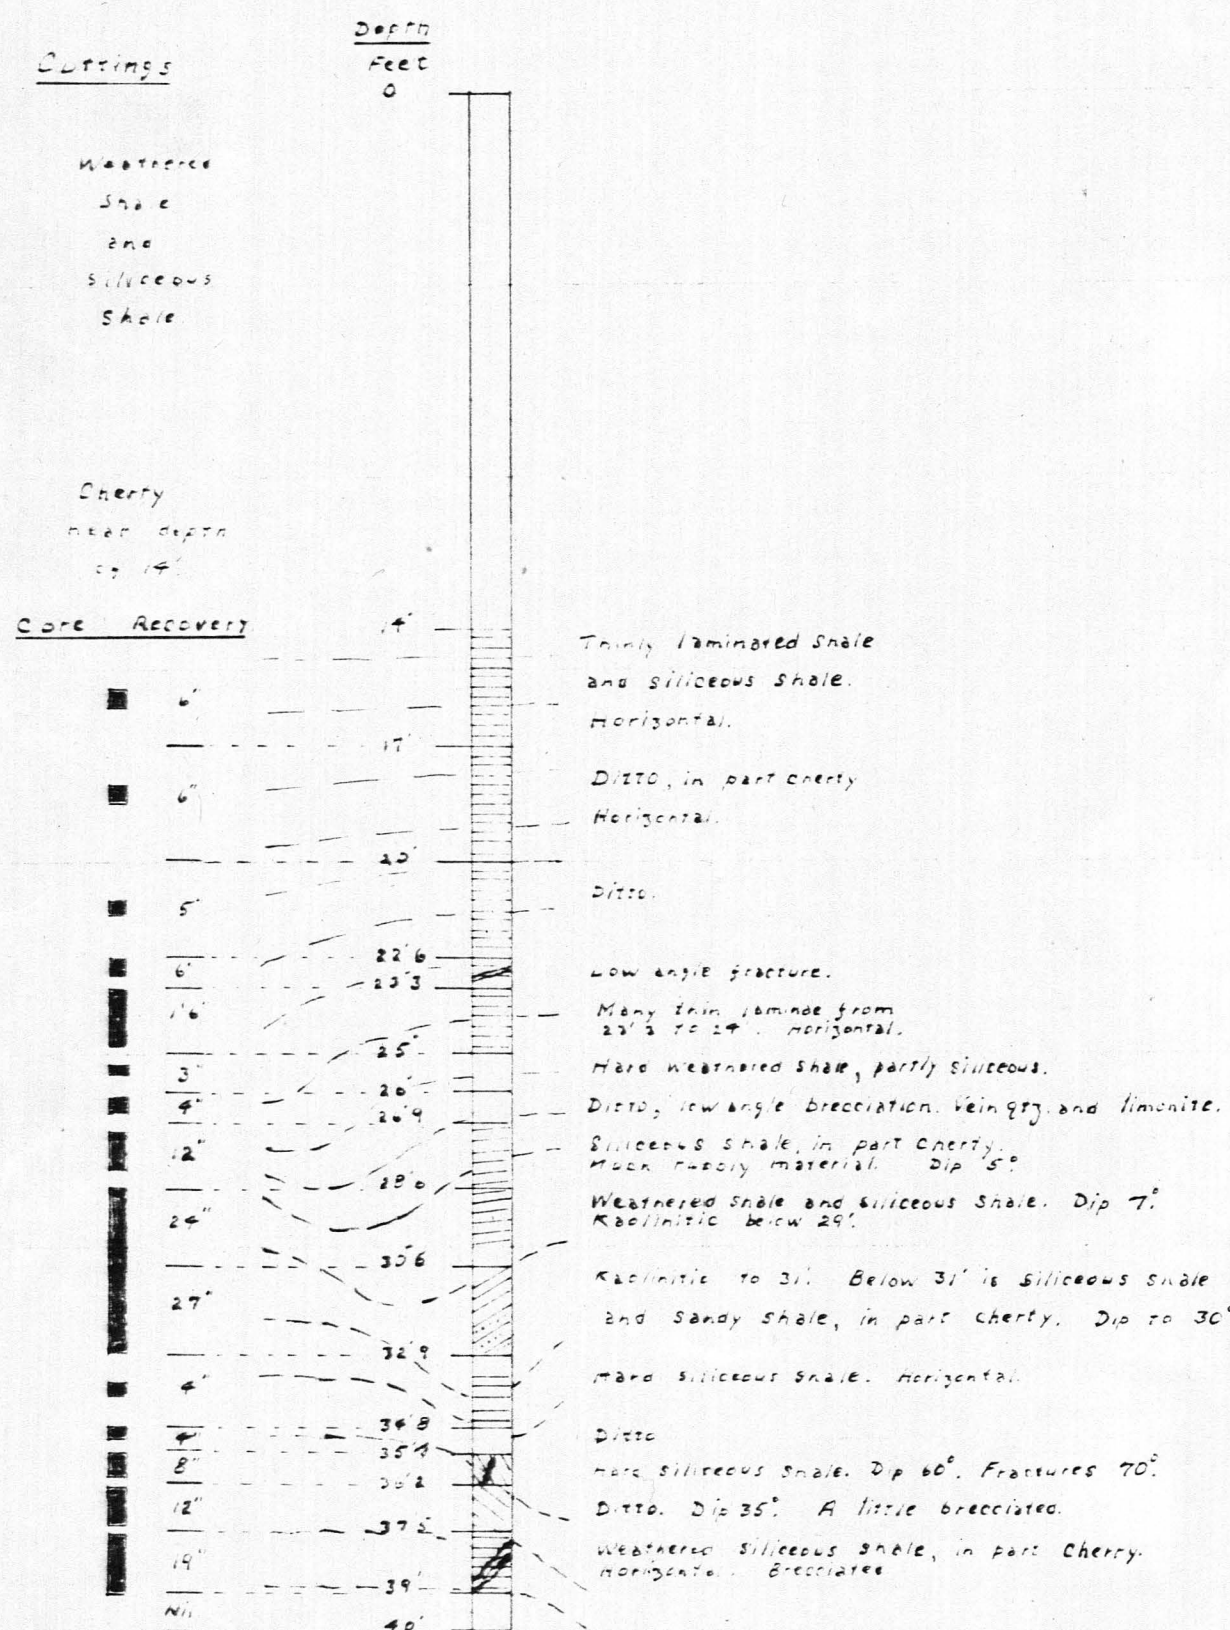 Depth
Cuttings
Feet
0
Weathered
Shale
and
Siliceous
Shale.
Cherty
near depth
of 14'.
Core Recovery.
14'
Thinly laminated Shale
and Siliceous Shale.
6"
Horizontal.
17'
Ditto, in part cherty
6"
Horizontal.
20'
Ditto.
5"
22'6
6" Low angle fracture.
23'3
1'6" Many thin laminae from
23'3 to 24'. Horizontal.
25'
3" Hard weathered Shale, partly Siliceous.
26'
4" Ditto, low angle brecciation. Vein qtz. and limonite.
26'9
12" Siliceous Shale, in part Cherty.
Much rubbly material. Dip 5°.
28'6
24" Weathered Shale and Siliceous Shale. Dip 7°.
Kaolinitic below 29'.
30'6
Kaolinitic to 31'. Below 31' is Siliceous Shale
27" and Sandy Shale, in part Cherty. Dip to 30°
32'9
4" Hard Siliceous Shale. Horizontal.
34'8
4" Ditto
8" Hard Siliceous Shale. Dip 60°. Fractures 70°.
36'2
12" Ditto. Dip 35°. A little brecciated.
37'5
19" Weathered Siliceous Shale, in part Cherty.
Horizontal. Brecciated
39'
Nil
40'